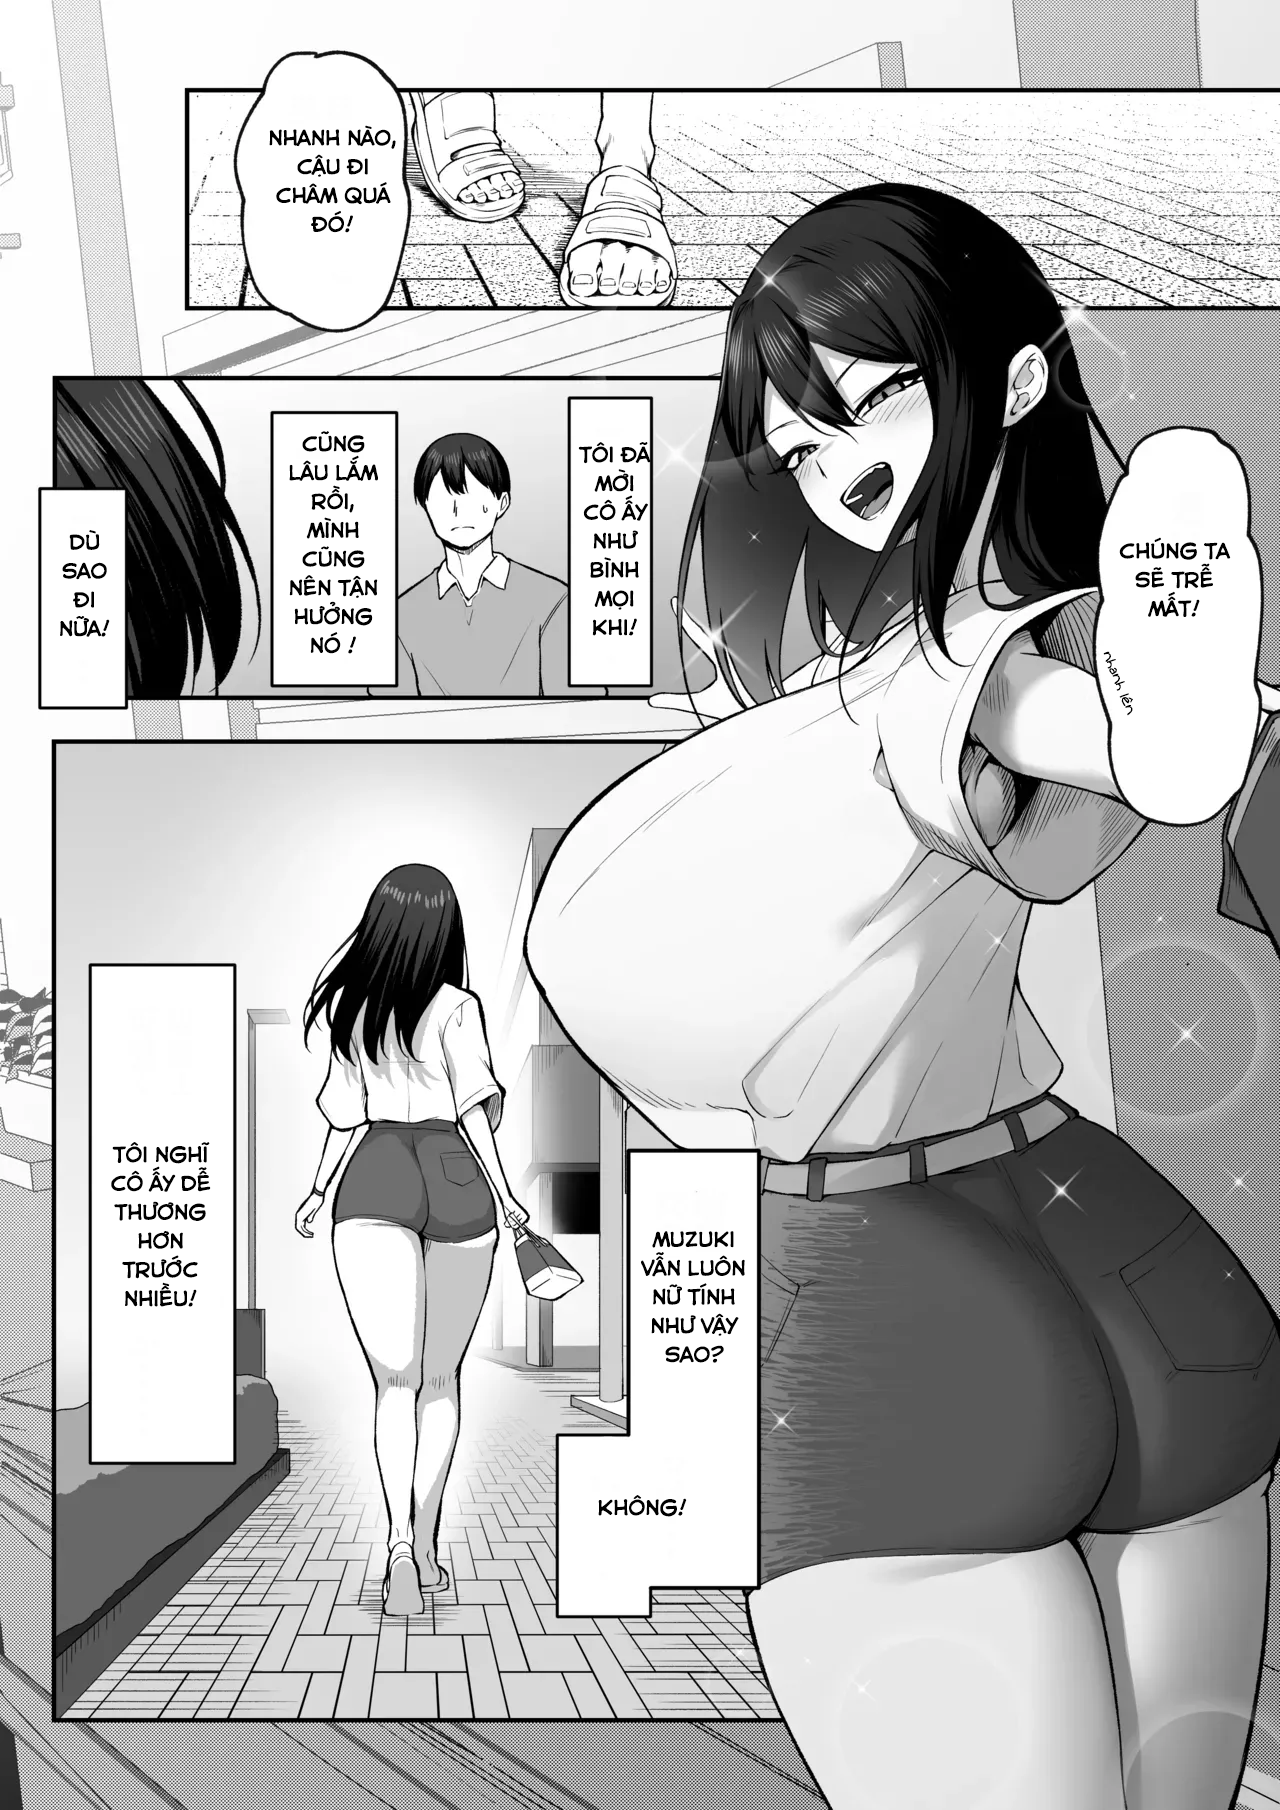 NHANH NÀO,
CẬU ĐI
CHÂM QUÁ
ĐÓ!
CHÚNG TA
SẼ TRỄ
MẤT!
nhanh lên
TÔI ĐÃ
MỜI
CÔ ẤY
NHƯ
BÌNH
MỌI
KHI!
CŨNG
LÂU LẮM
RỒI,
MÌNH
CŨNG
NÊN TẬN
HƯỞNG
NÓ !
DÙ
SAO
ĐI
NỮA!
MUZUKI
VẪN LUÔN
NỮ TÍNH
NHƯ VẬY
SAO?
KHÔNG!
TÔI NGHĨ
CÔ ẤY DỄ
THƯƠNG
HƠN
TRƯỚC
NHIỀU!